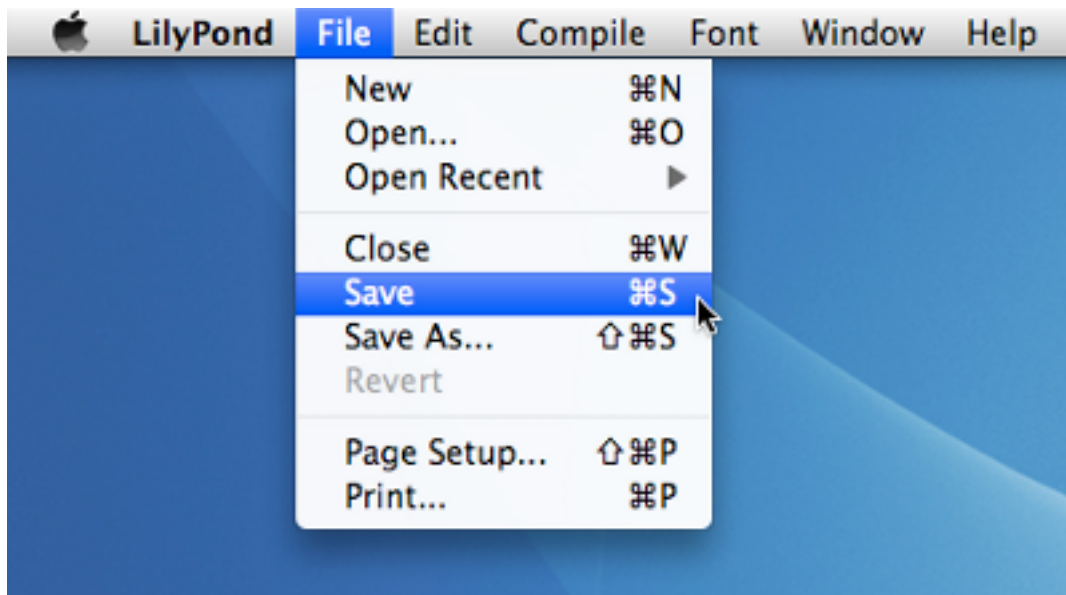 LilyPond File Edit Compile Font Window Help
New ⌘N
Open... ⌘O
Open Recent ▶
Close ⌘W
Save ⌘S
Save As... ⇧⌘S
Revert
Page Setup... ⇧⌘P
Print... ⌘P